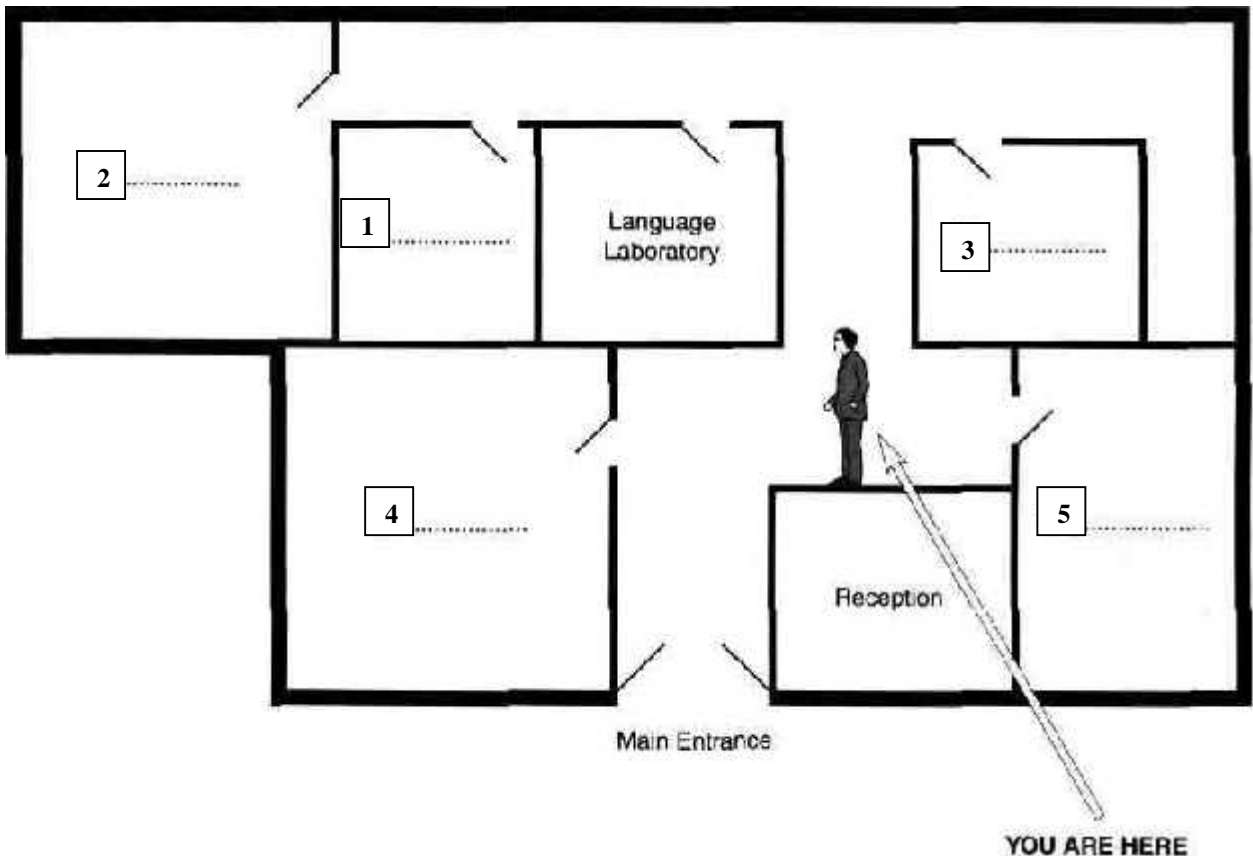 2 ....................
1 ....................
Language
Laboratory
3 ....................
4 ....................
5 ....................
Reception
Main Entrance
YOU ARE HERE